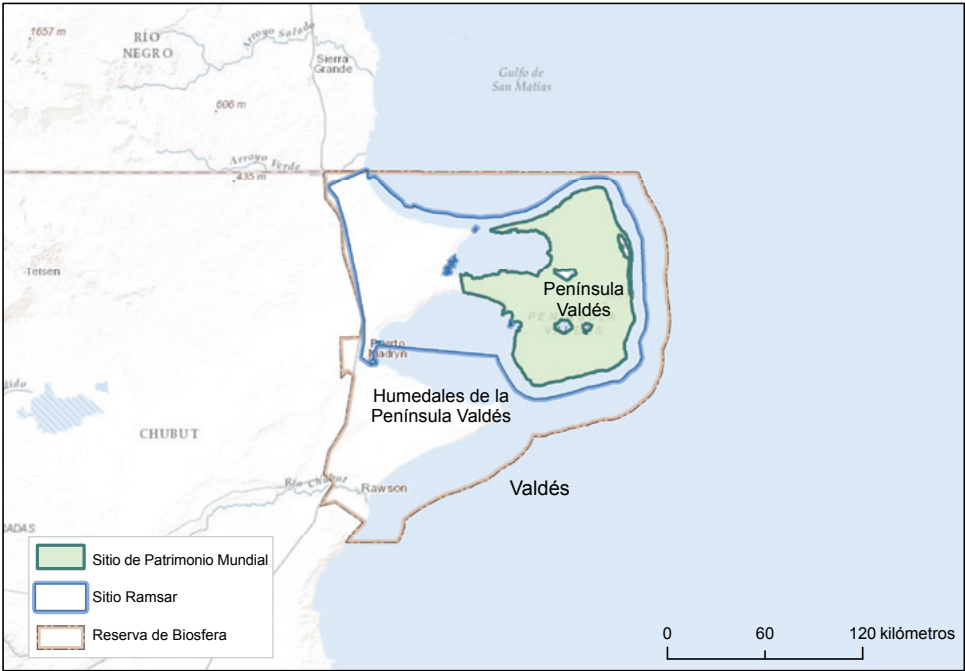 1657 m
RÍO
NEGRO
Arroyo Salado
Sierra
Grande
Gulfo de
San Matías
606 m
Arroyo Verde
435 m
Telsen
Península
Valdés
PENÍNSULA
VALDÉS
Puerto
Madryn
Humedales de la
Península Valdés
CHUBUT
Río Chubut
Rawson
Valdés
Sitio de Patrimonio Mundial
Sitio Ramsar
Reserva de Biosfera
0 60 120 kilómetros